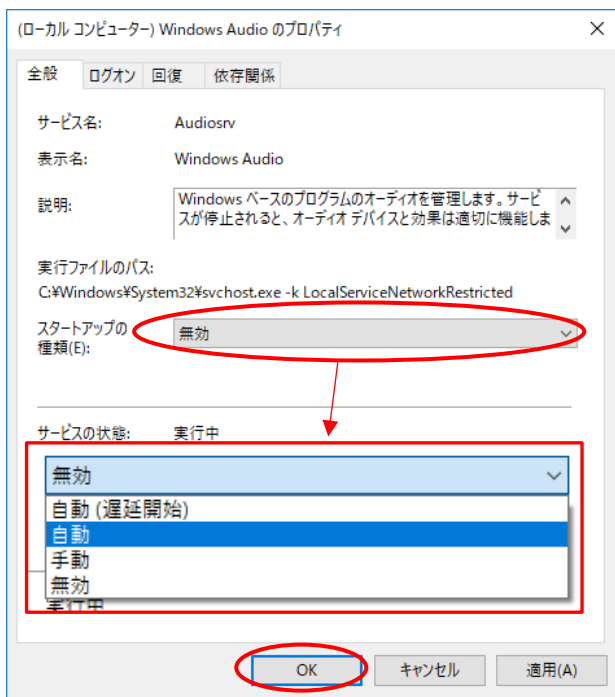 (ローカル コンピューター) Windows Audio のプロパティ
全般 ログオン 回復 依存関係
サービス名: Audiosrv
表示名: Windows Audio
説明: Windows ベースのプログラムのオーディオを管理します。サービ
スが停止されると、オーディオ デバイスと効果は適切に機能しま
実行ファイルのパス:
C:¥Windows¥System32¥svchost.exe -k LocalServiceNetworkRestricted
スタートアップの
種類(E): 無効
サービスの状態: 実行中
無効
自動 (遅延開始)
自動
手動
無効
実行中
OK キャンセル 適用(A)